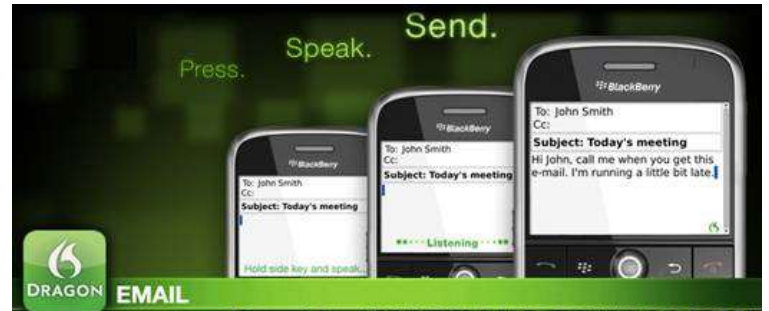 Press.
Speak.
Send.
BlackBerry
To: John Smith
Cc:
Subject: Today's meeting
Hold side key and speak..
BlackBerry
To: John Smith
Cc:
Subject: Today's meeting
Listening
BlackBerry
To: John Smith
Cc:
Subject: Today's meeting
Hi John, call me when you get this
e-mail. I'm running a little bit late.
DRAGON
EMAIL